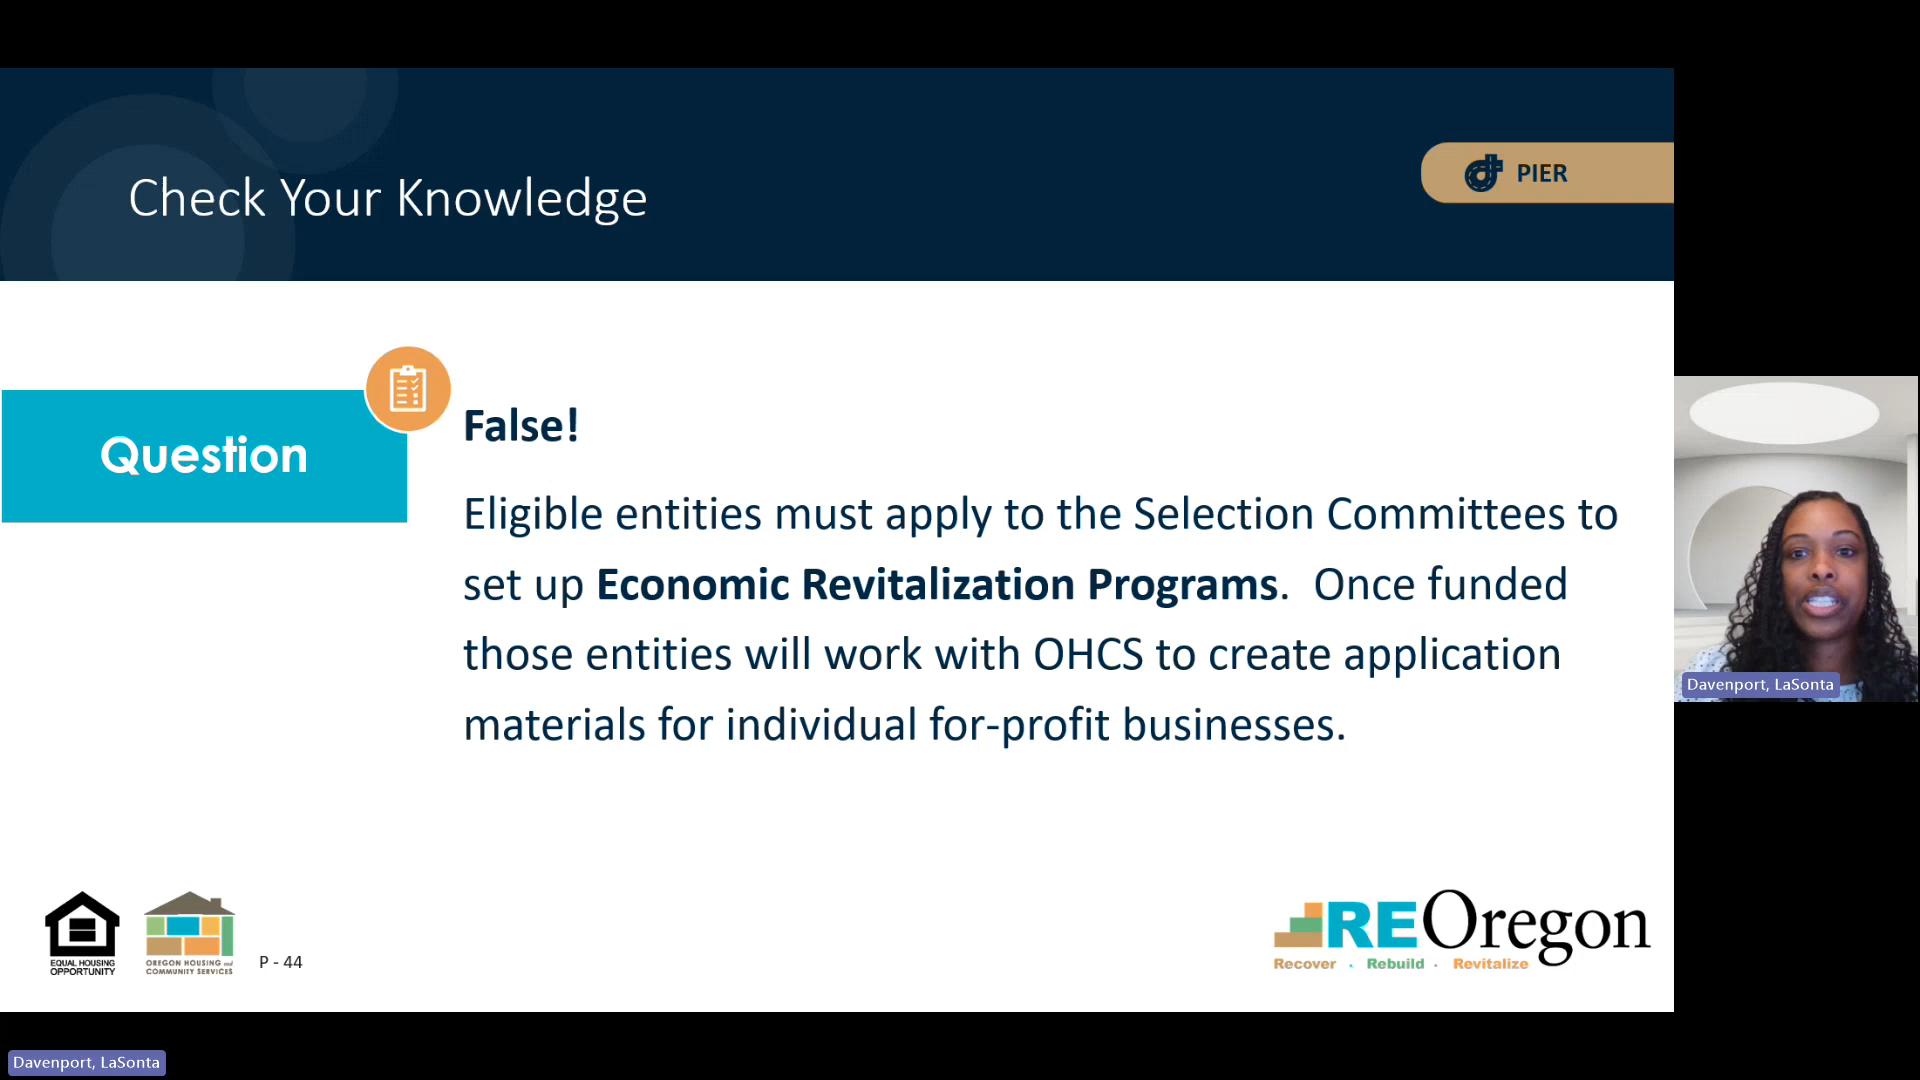 Check Your Knowledge
PIER
Question
False!
Eligible entities must apply to the Selection Committees to
set up Economic Revitalization Programs. Once funded
those entities will work with OHCS to create application
materials for individual for-profit businesses.
Davenport, LaSonta
EQUAL HOUSING
OPPORTUNITY
OREGON HOUSING and
COMMUNITY SERVICES
P - 44
REOregon
Recover . Rebuild . Revitalize
Davenport, LaSonta